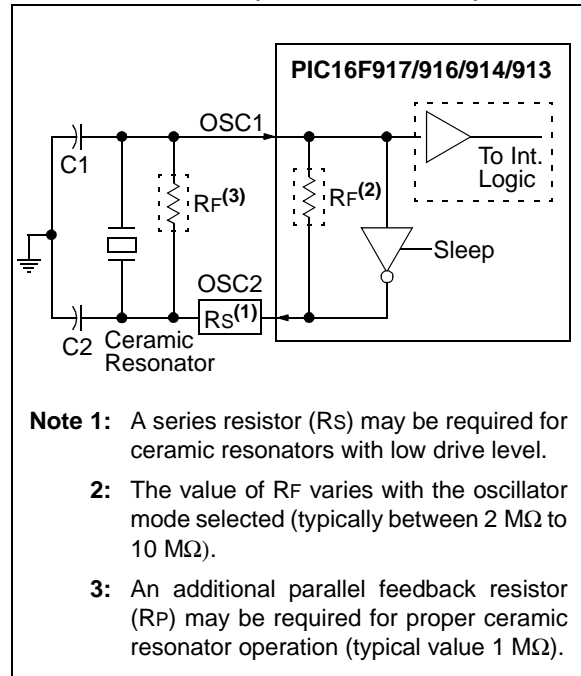 PIC16F917/916/914/913
OSC1
C1
To Int.
Logic
RF(3)
RF(2)
Sleep
OSC2
RS(1)
C2
Ceramic
Resonator
Note 1: A series resistor (RS) may be required for
ceramic resonators with low drive level.
2: The value of RF varies with the oscillator
mode selected (typically between 2 MΩ to
10 MΩ).
3: An additional parallel feedback resistor
(RP) may be required for proper ceramic
resonator operation (typical value 1 MΩ).